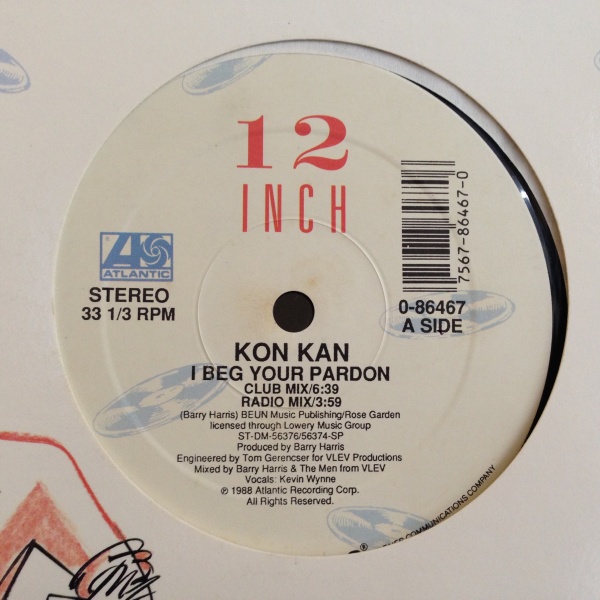 12
INCH
7567-86467-0
ATLANTIC
STEREO
33 1/3 RPM
0-86467
A SIDE
KON KAN
I BEG YOUR PARDON
CLUB MIX/6:39
RADIO MIX/3:59
(Barry Harris) BEUN Music Publishing/Rose Garden
licensed through Lowery Music Group
ST-DM-56376/56374-SP
Produced by Barry Harris
Engineered by Tom Gerencser for VLEV Productions
Mixed by Barry Harris & The Men from VLEV
Vocals: Kevin Wynne
℗ 1988 Atlantic Recording Corp.
All Rights Reserved.
COMMUNICATIONS COMPANY